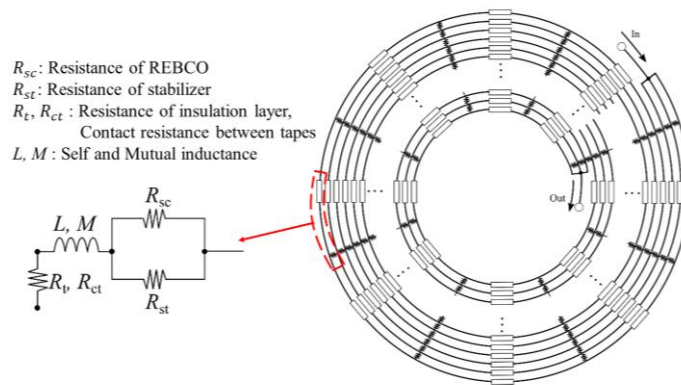 R_sc : Resistance of REBCO
R_st : Resistance of stabilizer
R_t, R_ct : Resistance of insulation layer,
Contact resistance between tapes
L, M : Self and Mutual inductance
In
Out
R_sc
L, M
R_t, R_ct
R_st